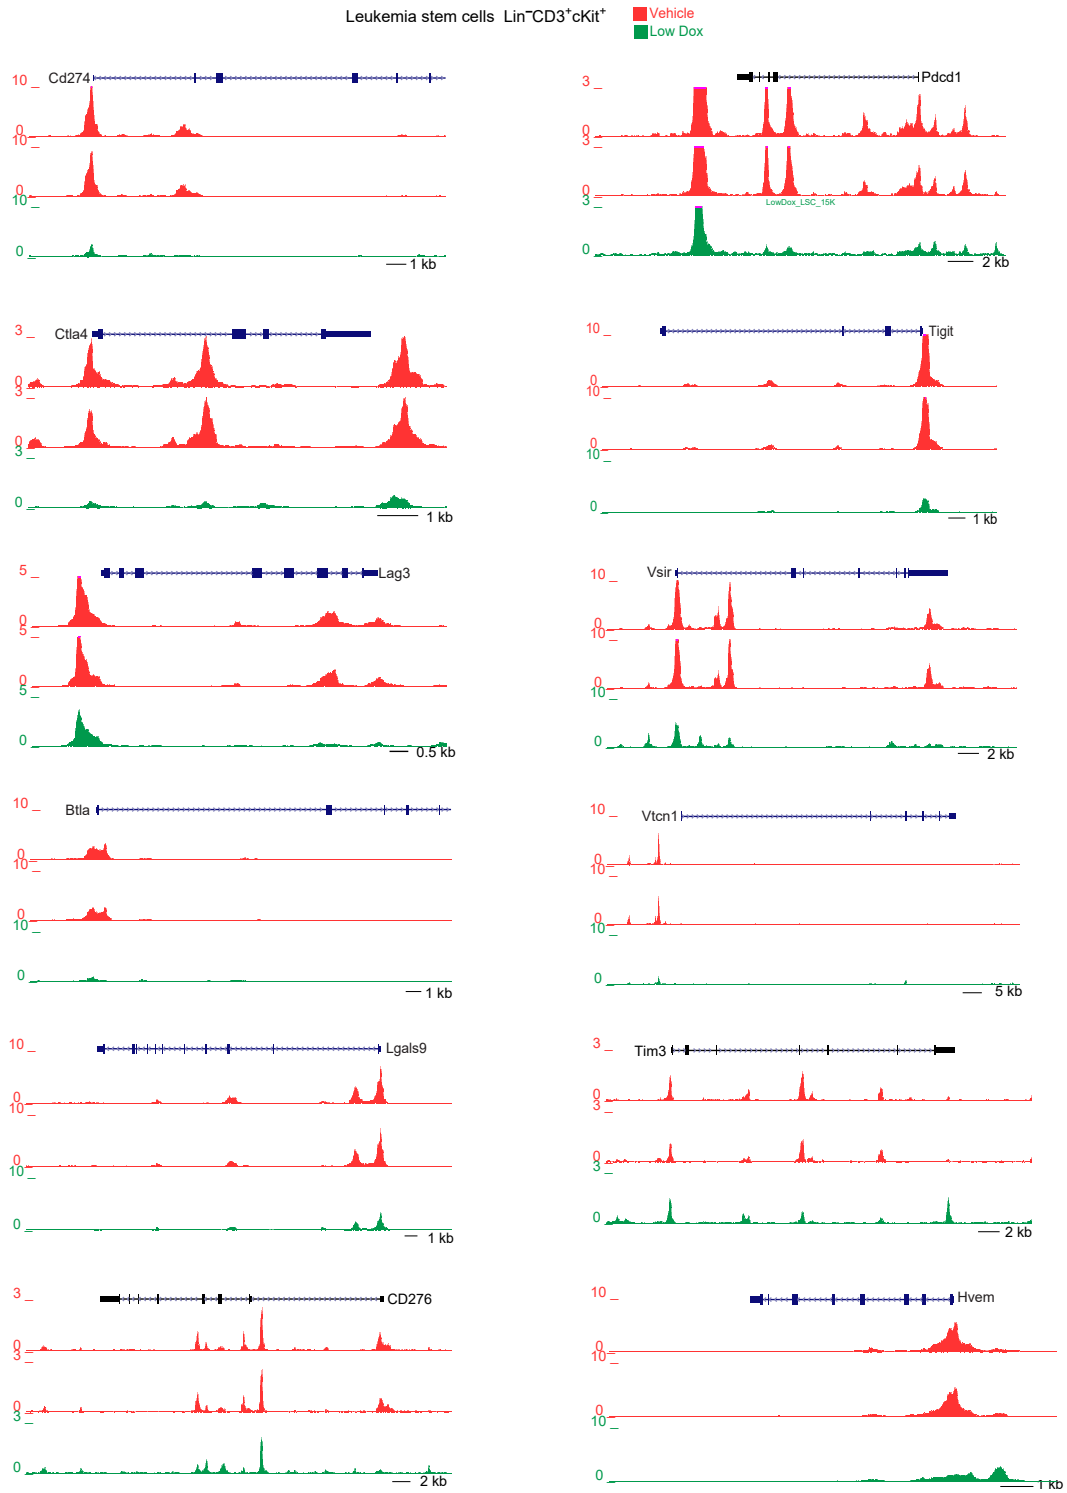 Leukemia stem cells Lin⁻CD3⁺cKit⁺
Vehicle
Low Dox
Cd274
10
0
10
0
10
0
1 kb
Pdcd1
3
0
3
0
LowDox_LSC_15K
3
0
2 kb
Ctla4
3
0
3
0
3
0
1 kb
Tigit
10
0
10
0
10
0
1 kb
Lag3
5
0
5
0
5
0
0.5 kb
Vsir
10
0
10
0
10
0
2 kb
Btla
10
0
10
0
10
0
1 kb
Vtcn1
10
0
10
0
10
0
5 kb
Lgals9
10
0
10
0
10
0
1 kb
Tim3
3
0
3
0
3
0
2 kb
CD276
3
0
3
0
3
0
2 kb
Hvem
10
0
10
0
10
0
1 kb